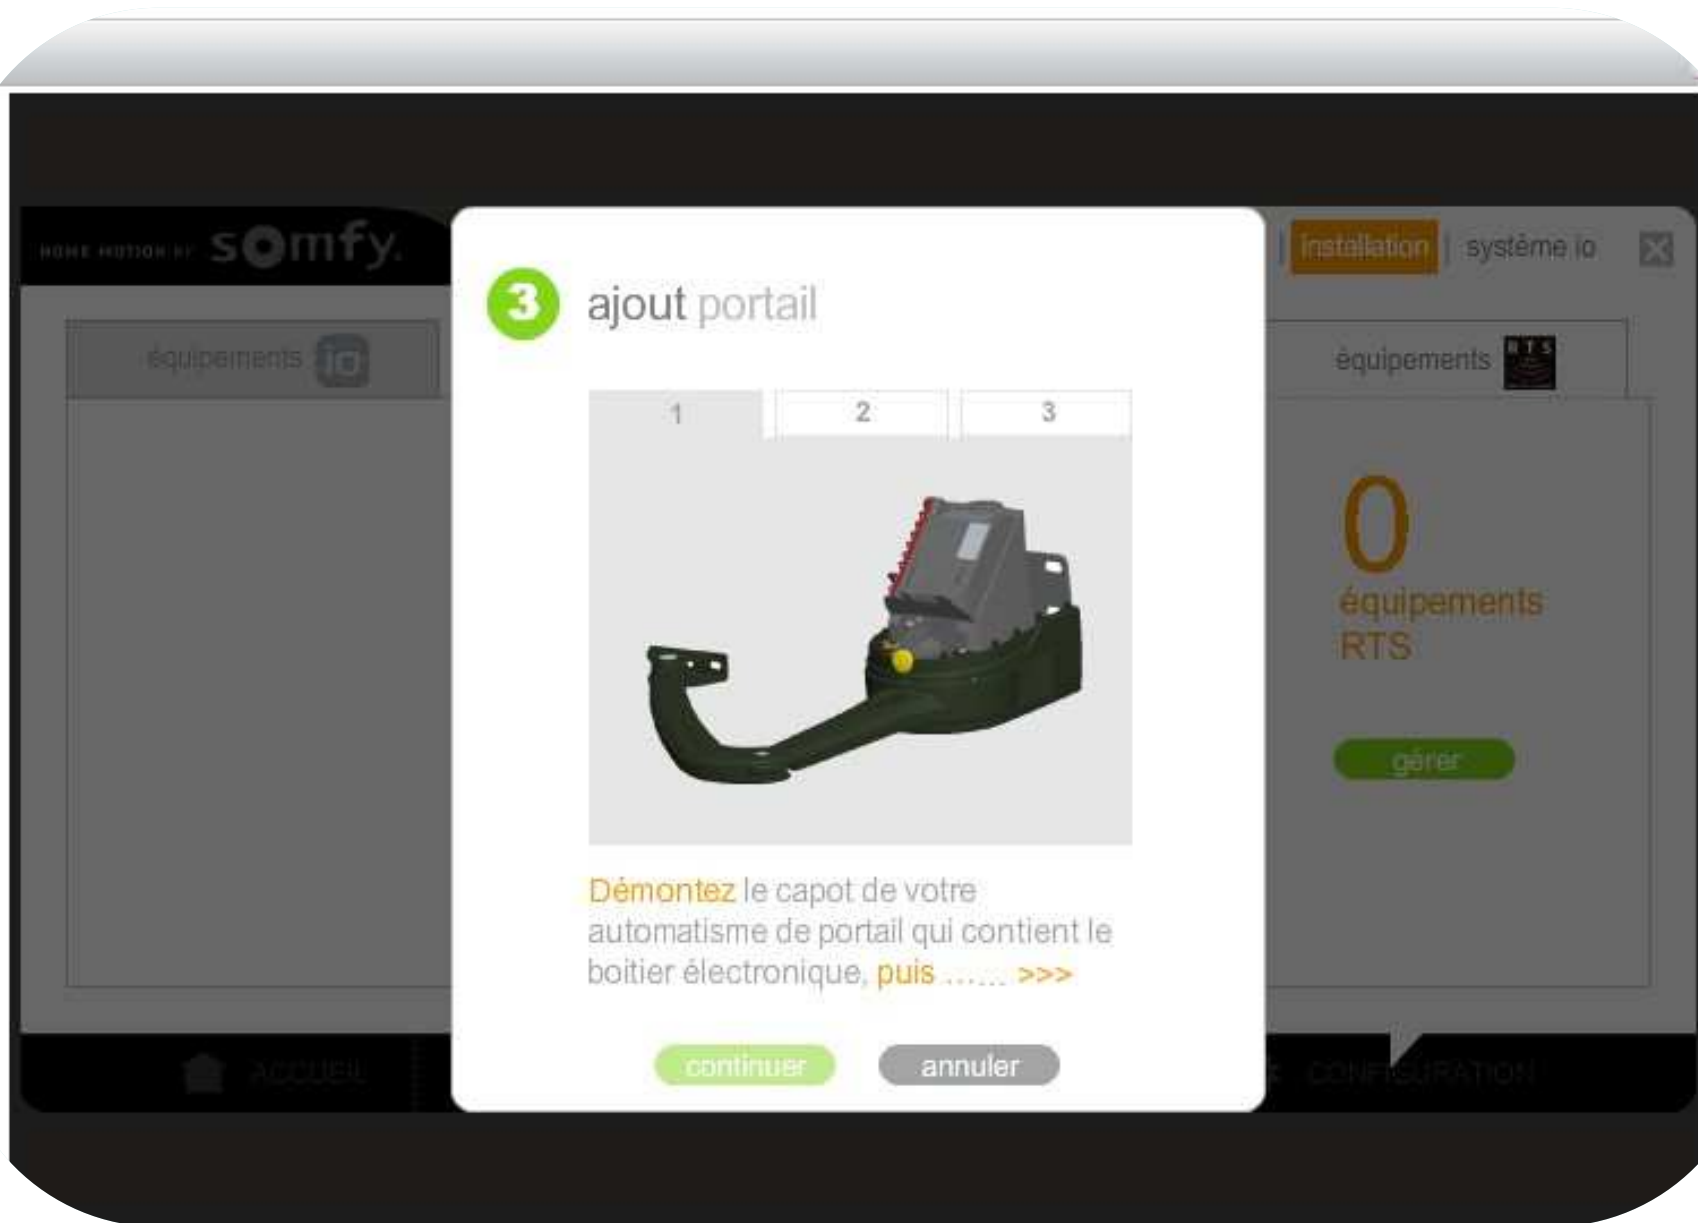 HOME MOTION BY somfy.
installation | système io
équipements io
équipements RTS
3 ajout portail
1 2 3
0
équipements
RTS
gérer
Démontez le capot de votre
automatisme de portail qui contient le
boitier électronique, puis ...... >>>
continuer annuler
ACCUEIL
CONFIGURATION